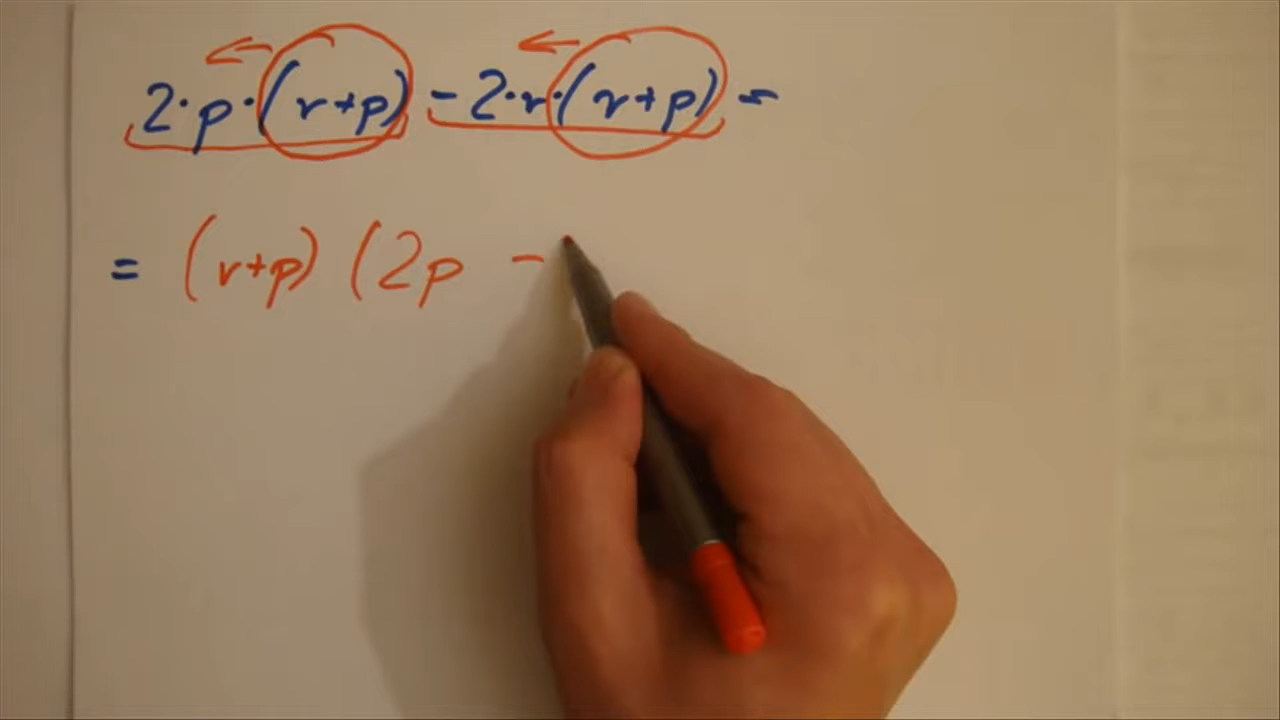 2·p·(r+p) - 2·r·(r+p) =
= (r+p) (2p -